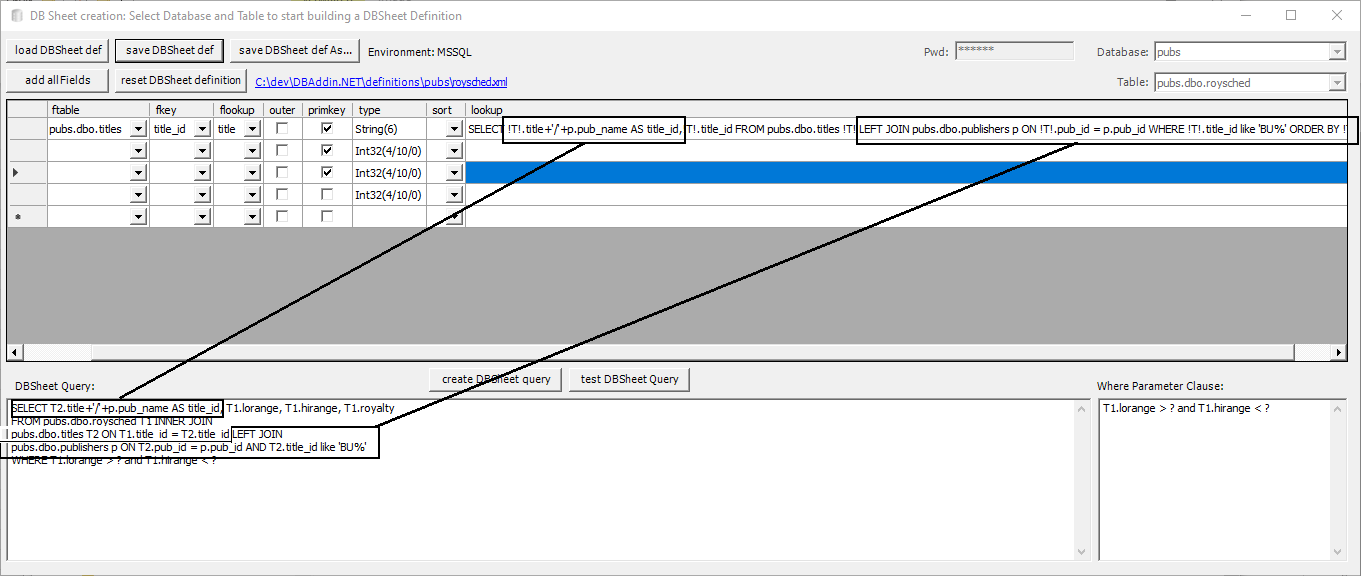 DB Sheet creation: Select Database and Table to start building a DBSheet Definition
load DBSheet def save DBSheet def save DBSheet def As... Environment: MSSQL Pwd: ****** Database: pubs
add all Fields reset DBSheet definition C:\dev\DBAddin.NET\definitions\pubs\roysched.xml Table: pubs.dbo.roysched
ftable fkey flookup outer primkey type sort lookup
pubs.dbo.titles title_id title String(6) SELECT !T!.title+'/'+p.pub_name AS title_id, !T!.title_id FROM pubs.dbo.titles !T! LEFT JOIN pubs.dbo.publishers p ON !T!.pub_id = p.pub_id WHERE !T!.title_id like 'BU%' ORDER BY !
Int32(4/10/0)
Int32(4/10/0)
Int32(4/10/0)
DBSheet Query: create DBSheet query test DBSheet Query Where Parameter Clause:
SELECT T2.title+'/'+p.pub_name AS title_id, T1.lorange, T1.hirange, T1.royalty
FROM pubs.dbo.roysched T1 INNER JOIN
pubs.dbo.titles T2 ON T1.title_id = T2.title_id LEFT JOIN
pubs.dbo.publishers p ON T2.pub_id = p.pub_id AND T2.title_id like 'BU%'
WHERE T1.lorange > ? and T1.hirange < ?
T1.lorange > ? and T1.hirange < ?